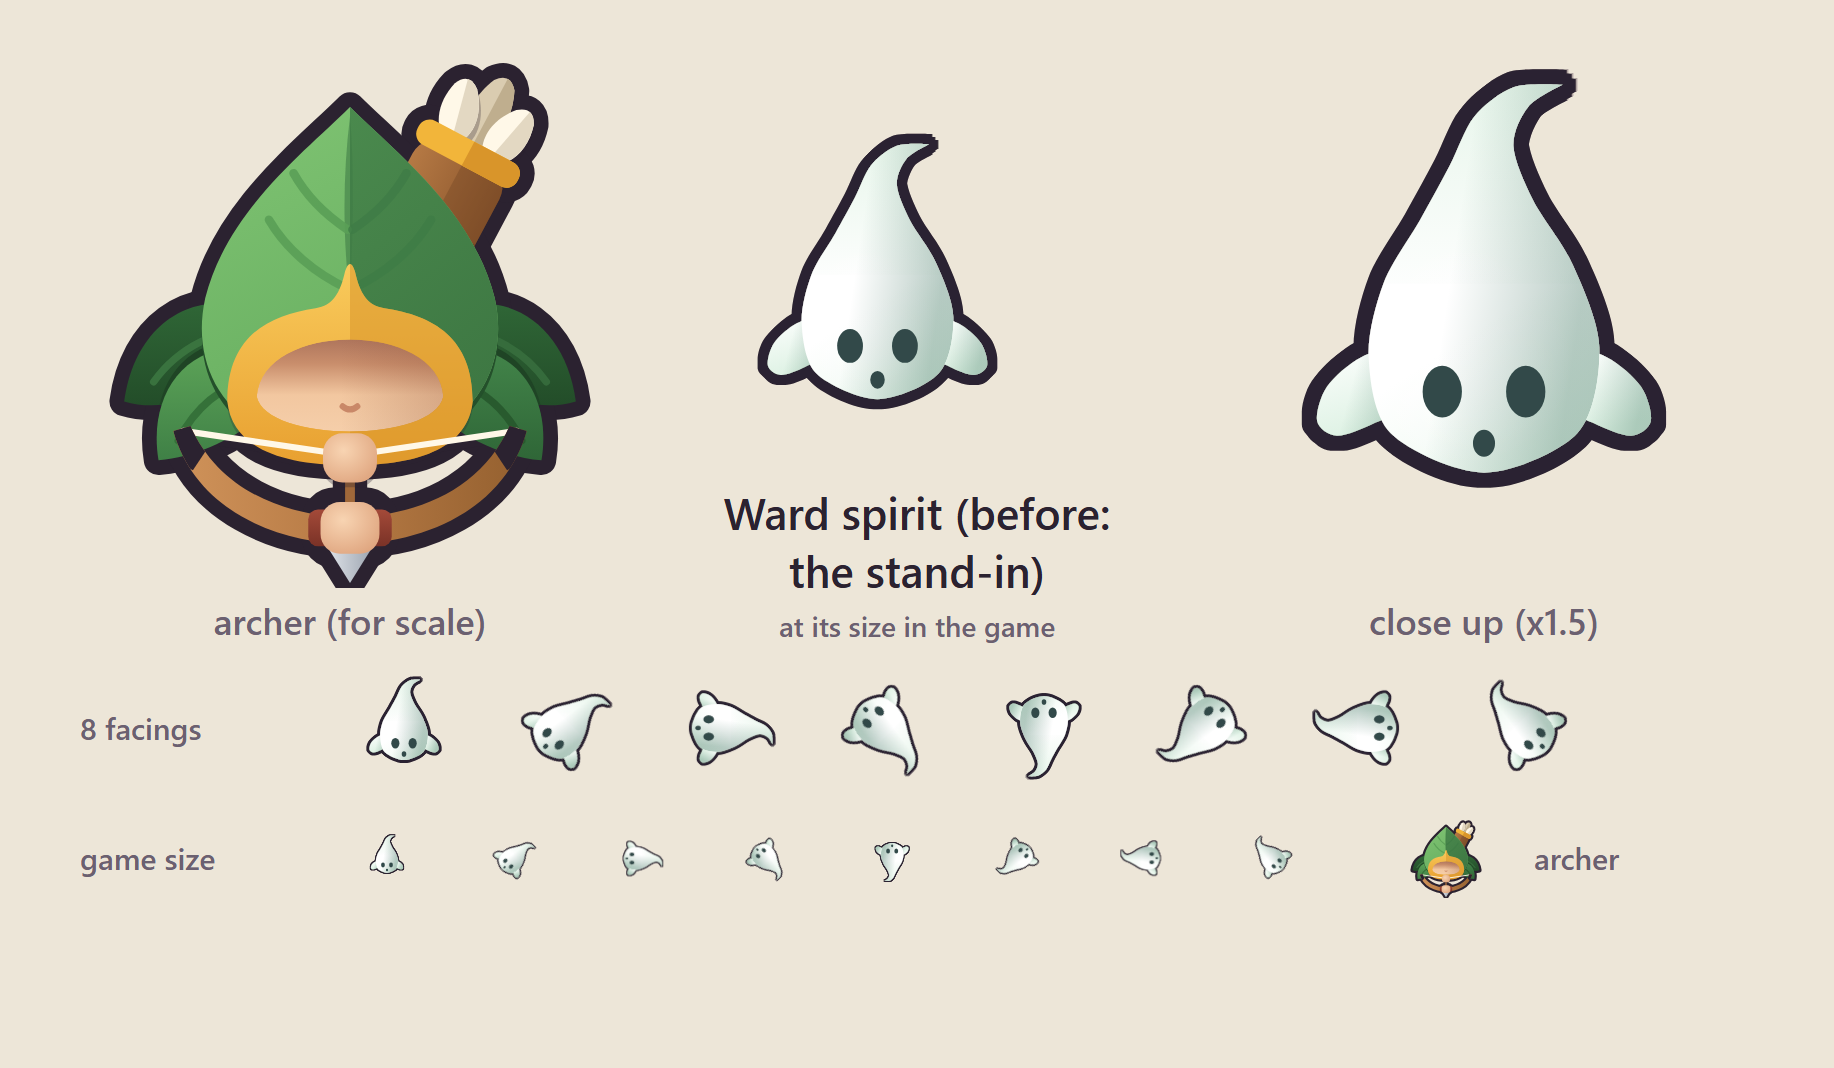 Ward spirit (before:
the stand-in)
archer (for scale)
at its size in the game
close up (x1.5)
8 facings
game size
archer